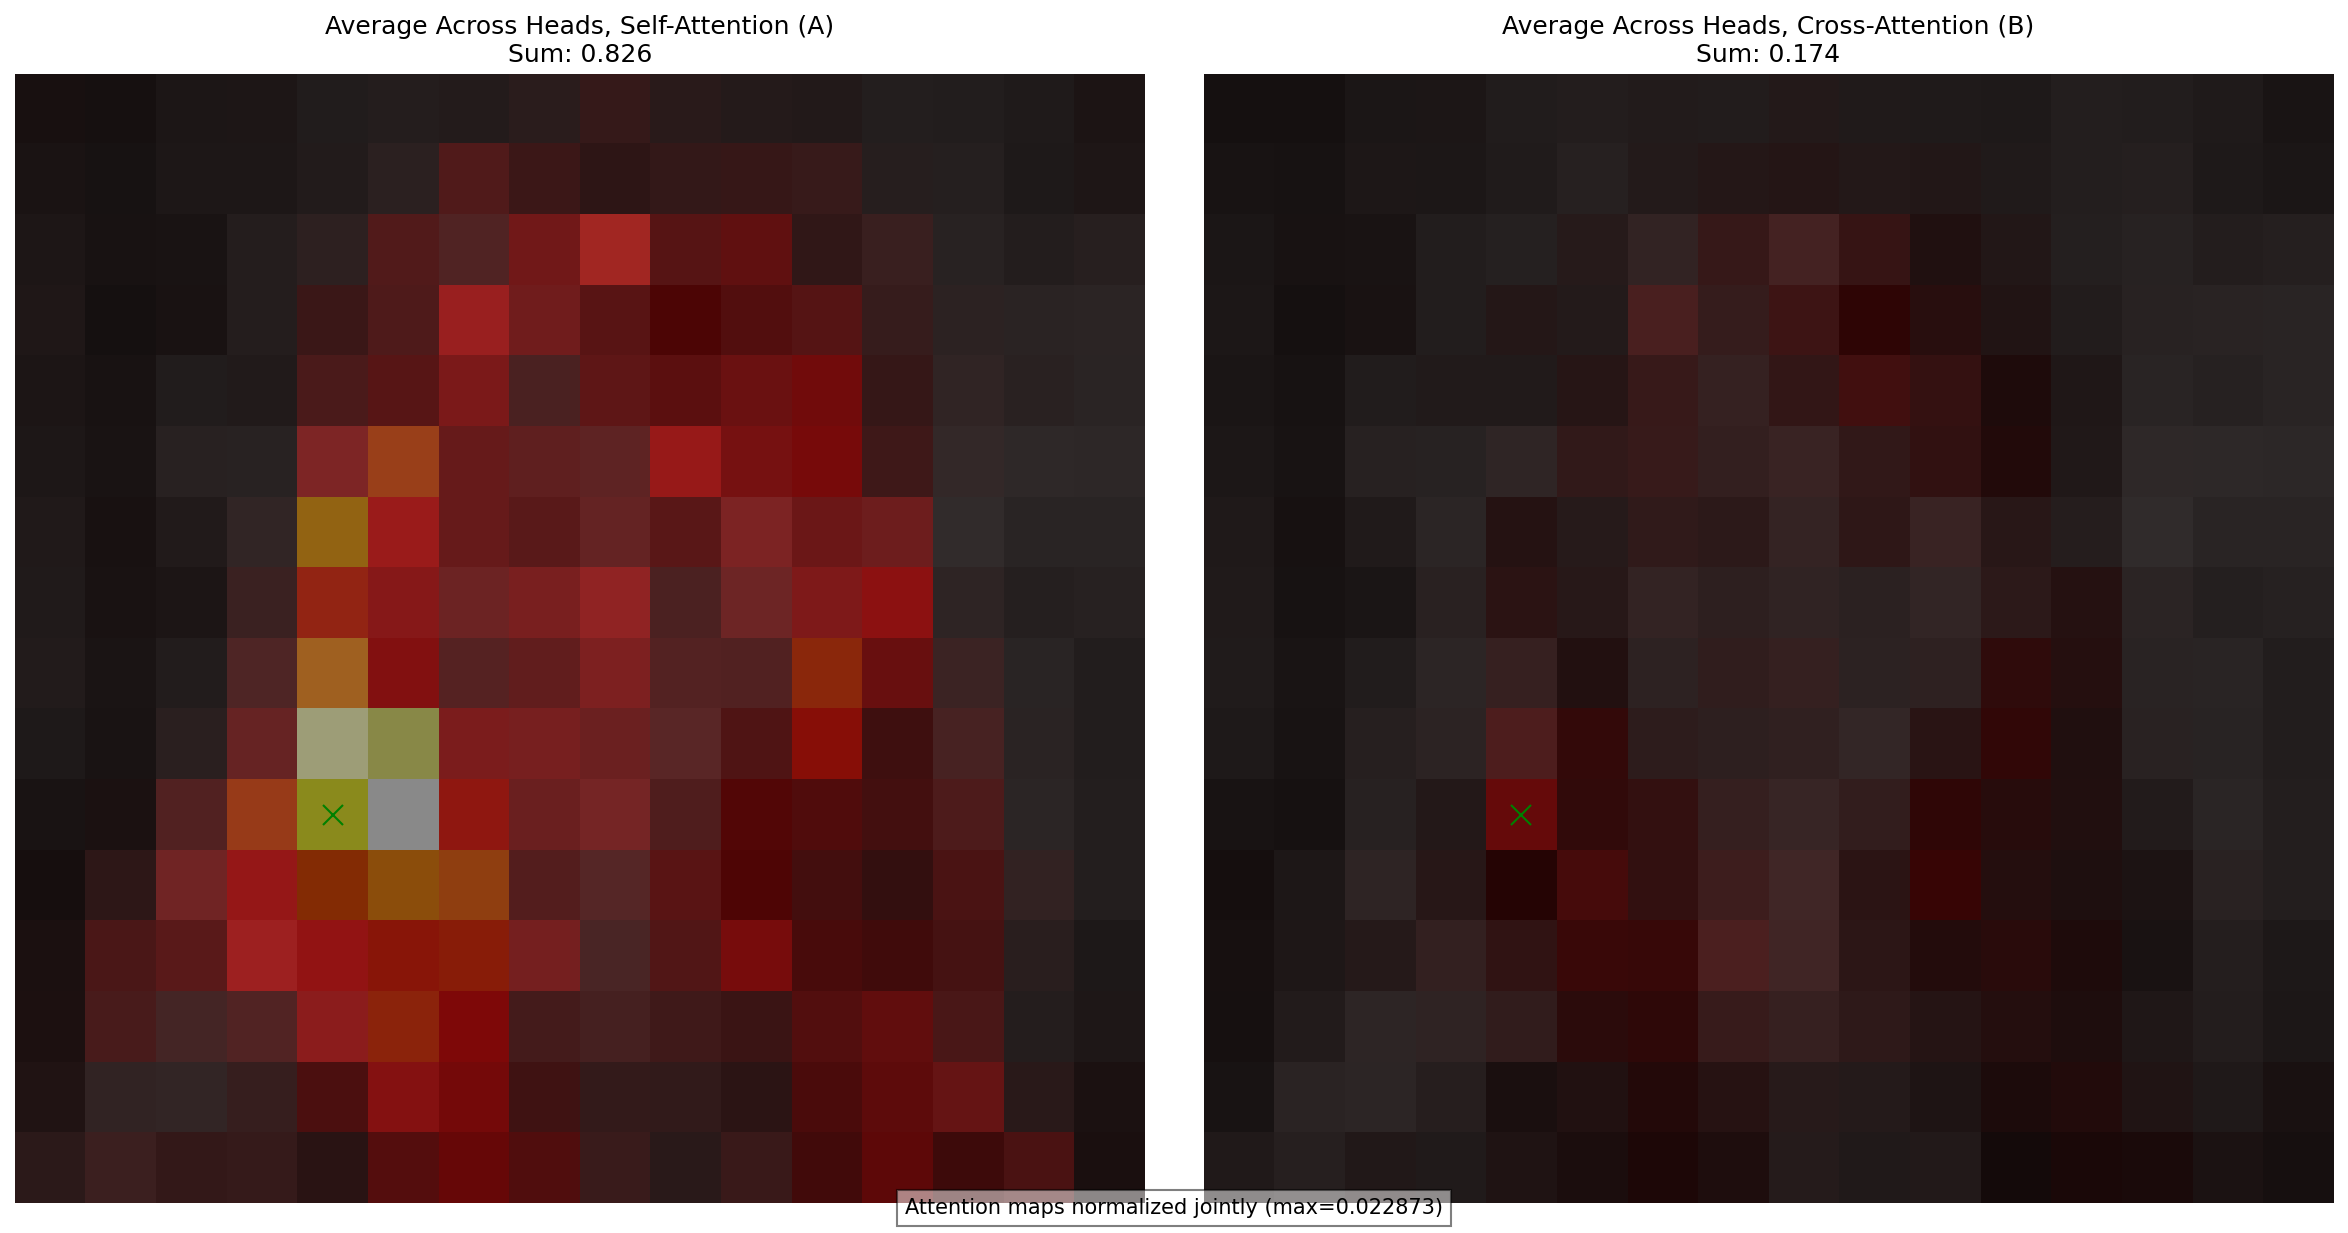 Average Across Heads, Self-Attention (A)
Sum: 0.826
Average Across Heads, Cross-Attention (B)
Sum: 0.174
Attention maps normalized jointly (max=0.022873)